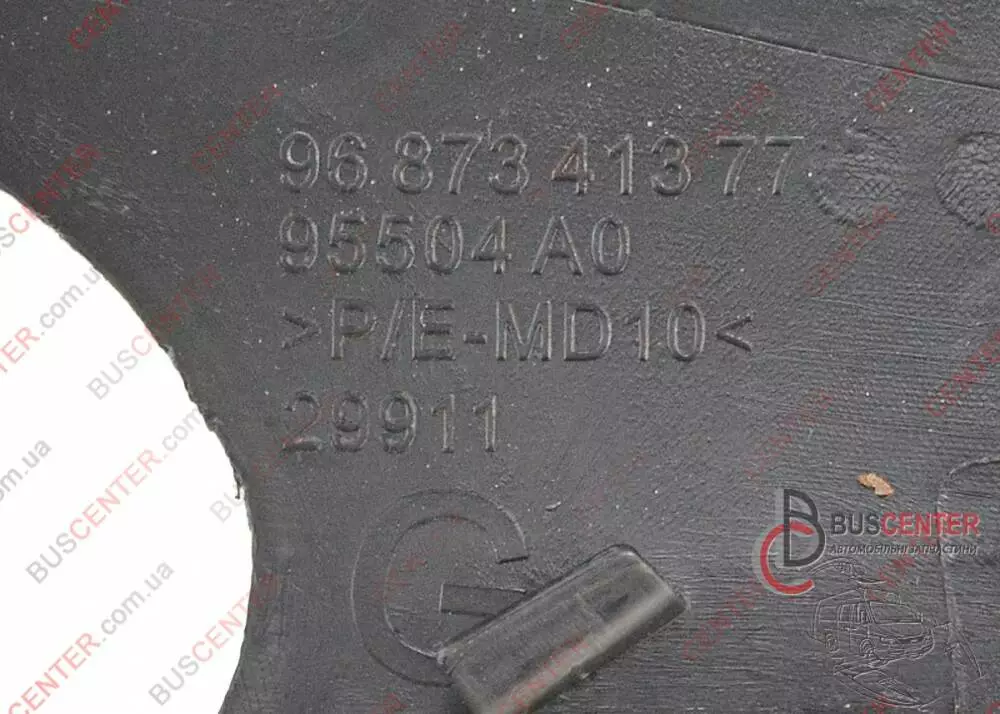 96 873 413 77
95504 A0
>P/E-MD10<
29911
BUSCENTER
АВТОМОБІЛЬНІ ЗАПЧАСТИНИ
BUSCENTER.com.ua